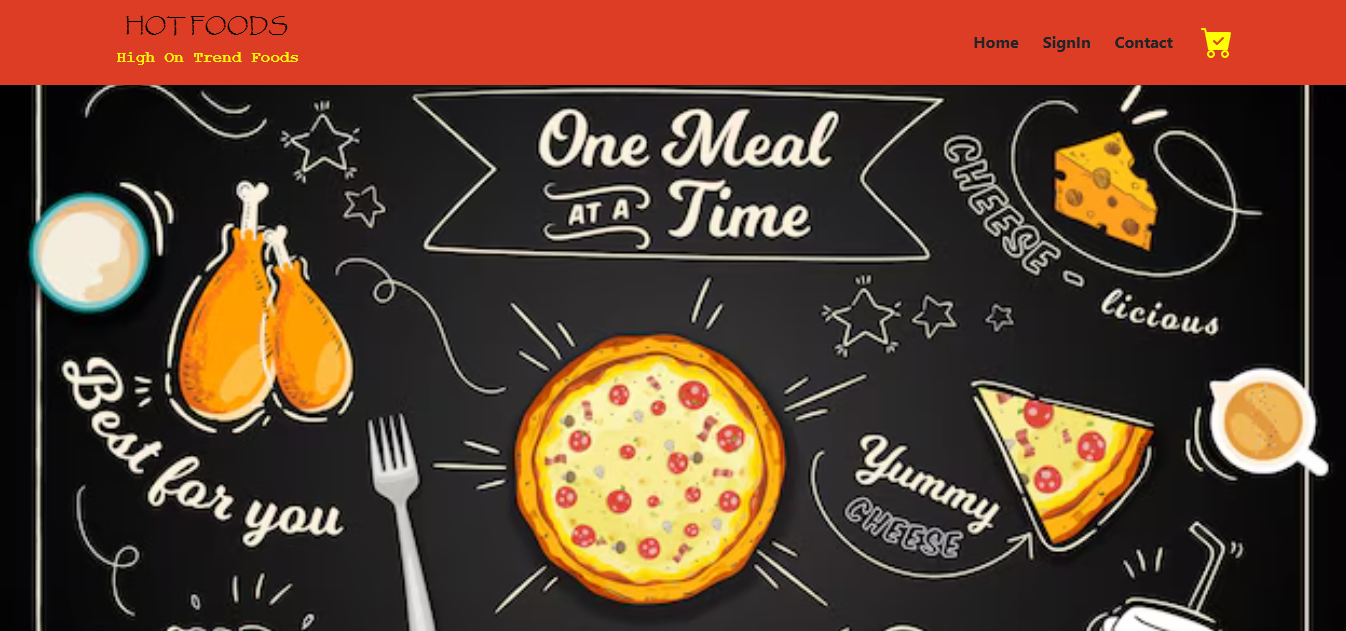 HOT FOODS
High On Trend Foods
Home SignIn Contact
One Meal
AT A Time
CHEESE -
licious
Best for you
Yummy
CHEESE